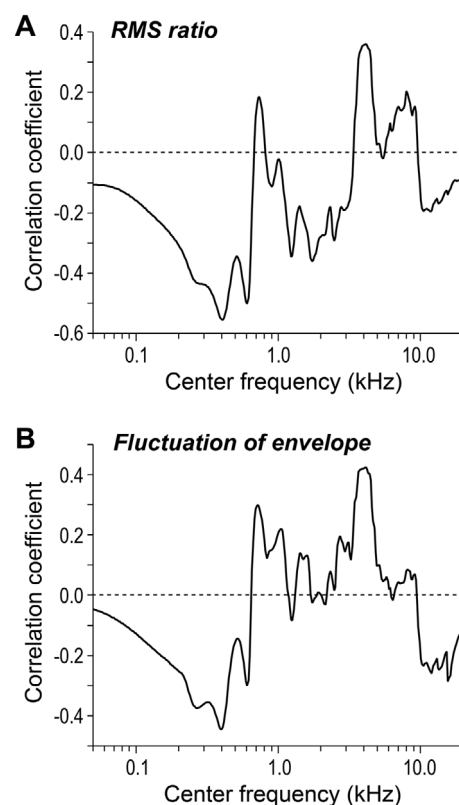 A
RMS ratio
Correlation coefficient
0.4
0.2
0.0
-0.2
-0.4
-0.6
0.1
1.0
10.0
Center frequency (kHz)
B
Fluctuation of envelope
Correlation coefficient
0.4
0.2
0.0
-0.2
-0.4
0.1
1.0
10.0
Center frequency (kHz)